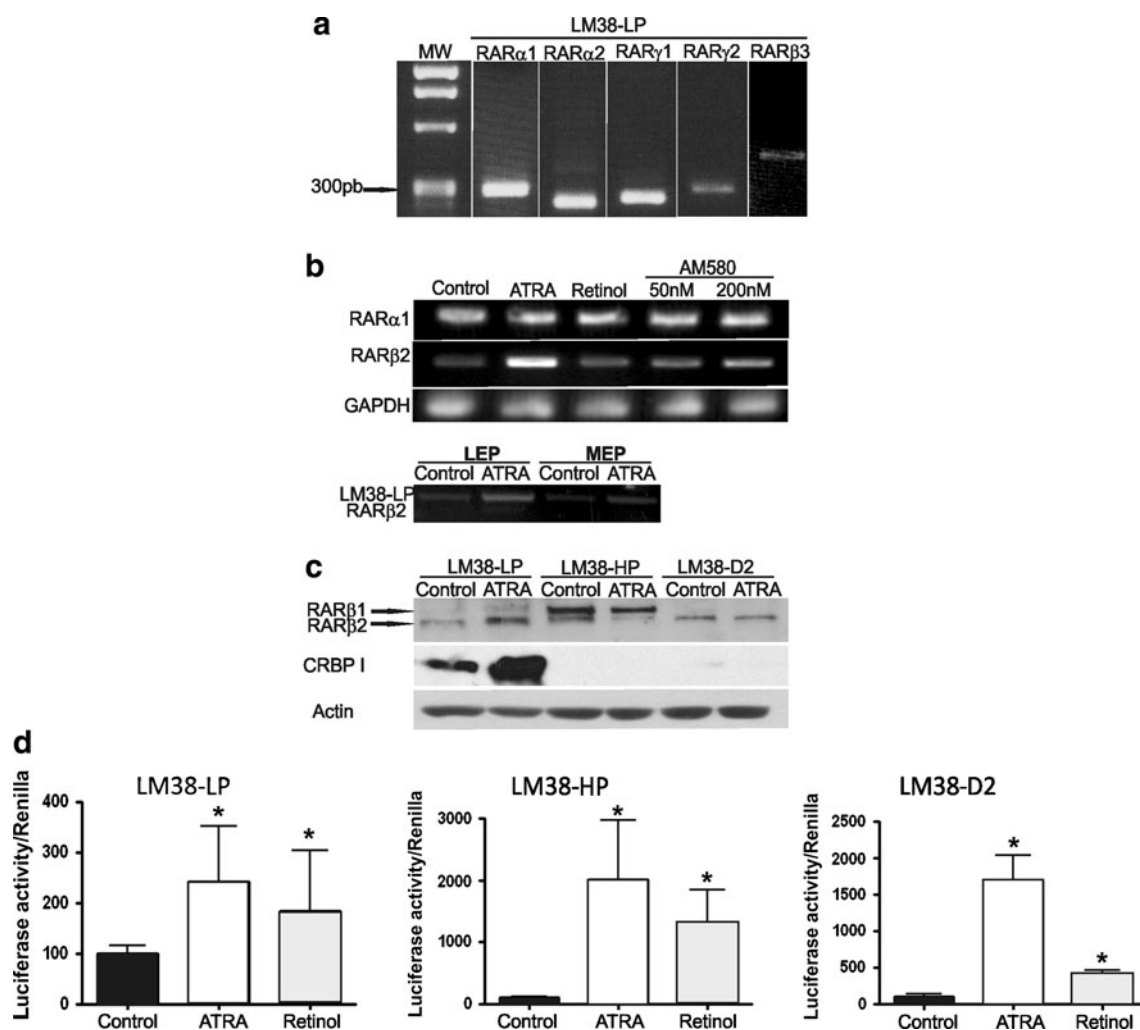 a
LM38-LP
MW RARα1 RARα2 RARγ1 RARγ2 RARβ3
300pb
b
AM580
Control ATRA Retinol 50nM 200nM
RARα1
RARβ2
GAPDH
LEP MEP
Control ATRA Control ATRA
LM38-LP
RARβ2
c
LM38-LP LM38-HP LM38-D2
Control ATRA Control ATRA Control ATRA
RARβ1
RARβ2
CRBP I
Actin
d
LM38-LP
Luciferase activity/Renilla
400
300
200
100
0
* *
Control ATRA Retinol
LM38-HP
Luciferase activity/Renilla
3000
2000
1000
0
* *
Control ATRA Retinol
LM38-D2
Luciferase activity/Renilla
2500
2000
1500
1000
500
0
* *
Control ATRA Retinol